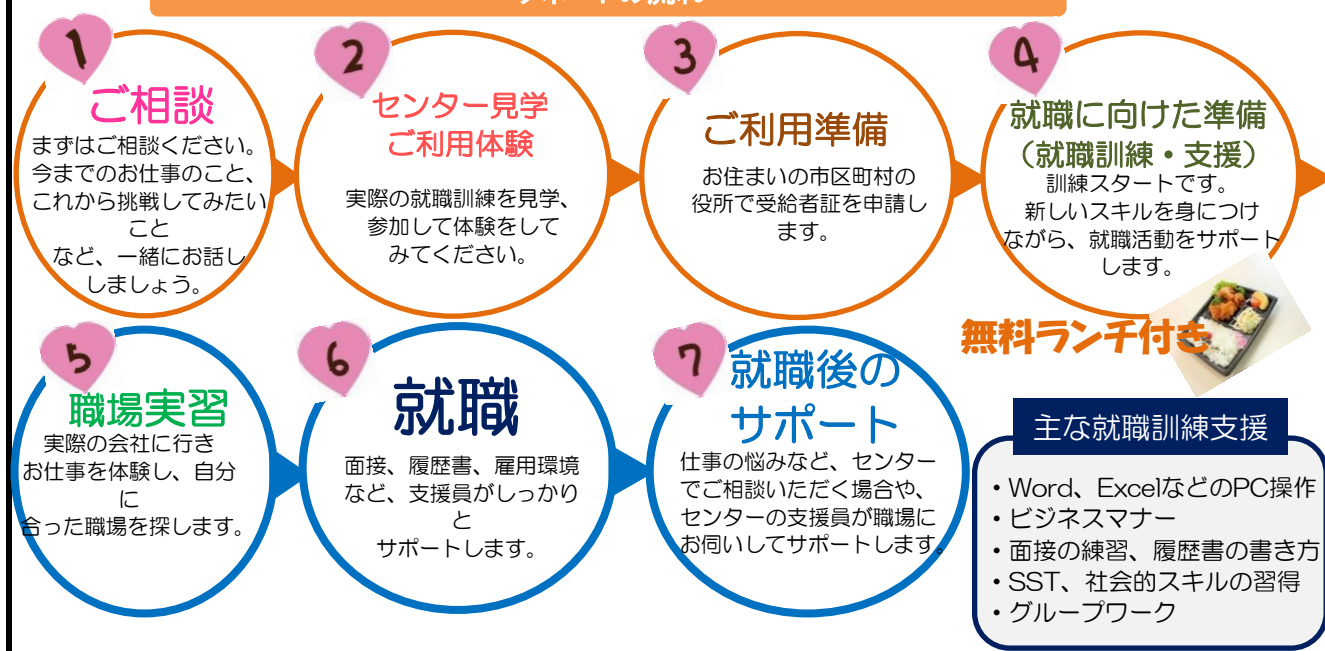 サポートの流れ
1
ご相談
まずはご相談ください。
今までのお仕事のこと、
これから挑戦してみたい
こと
など、一緒にお話し
しましょう。
2
センター見学
ご利用体験
実際の就職訓練を見学、
参加して体験をして
みてください。
3
ご利用準備
お住まいの市区町村の
役所で受給者証を申請し
ます。
4
就職に向けた準備
（就職訓練・支援）
訓練スタートです。
新しいスキルを身につけ
ながら、就職活動をサポート
します。
無料ランチ付き
5
職場実習
実際の会社に行き
お仕事を体験し、自分
に
合った職場を探します。
6
就職
面接、履歴書、雇用環境
など、支援員がしっかり
と
サポートします。
7
就職後の
サポート
仕事の悩みなど、センター
でご相談いただく場合や、
センターの支援員が職場に
お伺いしてサポートします。
主な就職訓練支援
・Word、ExcelなどのPC操作
・ビジネスマナー
・面接の練習、履歴書の書き方
・SST、社会的スキルの習得
・グループワーク